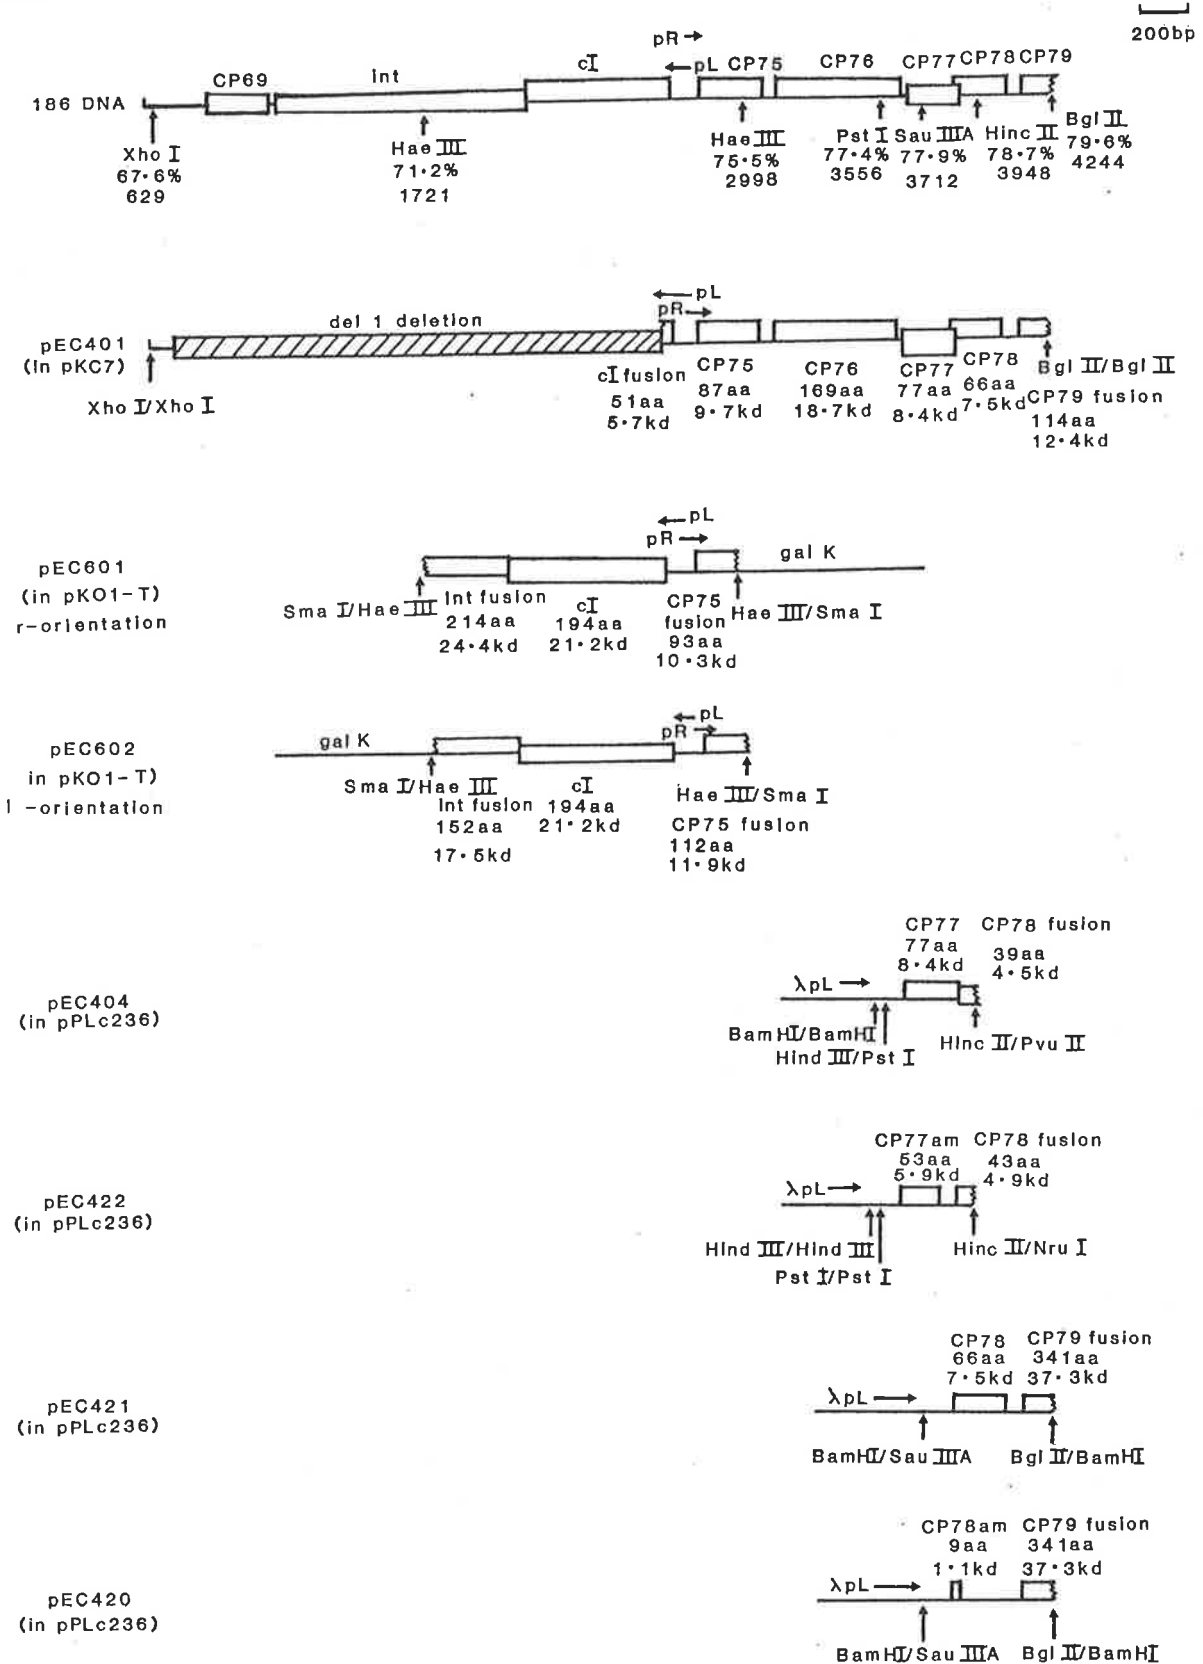 200bp
pR →
← pL
CP69 Int cI CP75 CP76 CP77 CP78 CP79
186 DNA
Xho I
67·6%
629
Hae III
71·2%
1721
Hae III
75·5%
2998
Pst I
77·4%
3556
Sau IIIA
77·9%
3712
Hinc II
78·7%
3948
Bgl II
79·6%
4244
pEC401
(in pKC7)
del 1 deletion
← pL
pR →
Xho I/Xho I
cI fusion
51aa
5·7kd
CP75
87aa
9·7kd
CP76
169aa
18·7kd
CP77
77aa
8·4kd
CP78
66aa
7·5kd
Bgl II/Bgl II
CP79 fusion
114aa
12·4kd
pEC601
(in pKO1-T)
r-orientation
← pL
pR →
gal K
Sma I/Hae III
Int fusion
214aa
24·4kd
cI
194aa
21·2kd
CP75
fusion
93aa
10·3kd
Hae III/Sma I
pEC602
in pKO1-T)
l -orientation
gal K
← pL
pR →
Sma I/Hae III
Int fusion
152aa
17·5kd
cI
194aa
21·2kd
Hae III/Sma I
CP75 fusion
112aa
11·9kd
pEC404
(in pPLc236)
CP77
77aa
8·4kd
CP78 fusion
39aa
4·5kd
λpL →
BamHI/BamHI
Hind III/Pst I
Hinc II/Pvu II
pEC422
(in pPLc236)
CP77am
53aa
5·9kd
CP78 fusion
43aa
4·9kd
λpL →
Hind III/Hind III
Pst I/Pst I
Hinc II/Nru I
pEC421
(in pPLc236)
CP78
66aa
7·5kd
CP79 fusion
341aa
37·3kd
λpL →
BamHI/Sau IIIA
Bgl II/BamHI
pEC420
(in pPLc236)
CP78am
9aa
1·1kd
CP79 fusion
341aa
37·3kd
λpL →
BamHI/Sau IIIA
Bgl II/BamHI